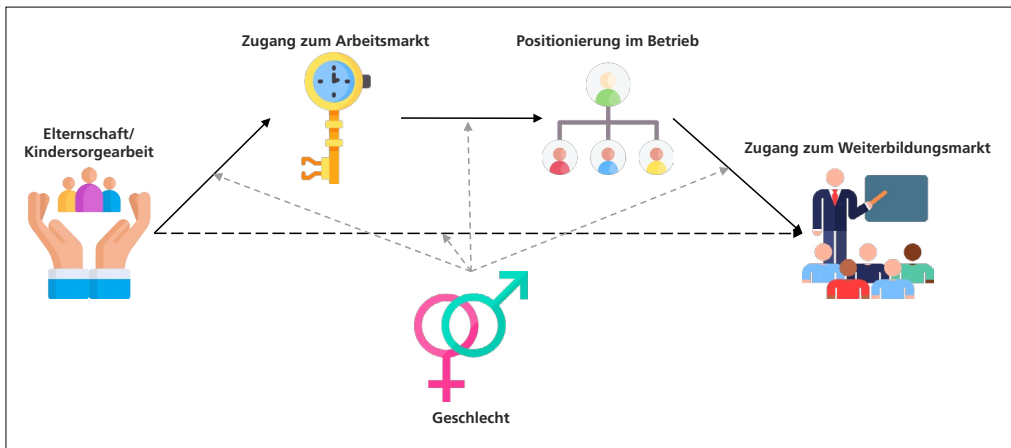 Zugang zum Arbeitsmarkt
Positionierung im Betrieb
Elternschaft/
Kindersorgearbeit
Zugang zum Weiterbildungsmarkt
Geschlecht